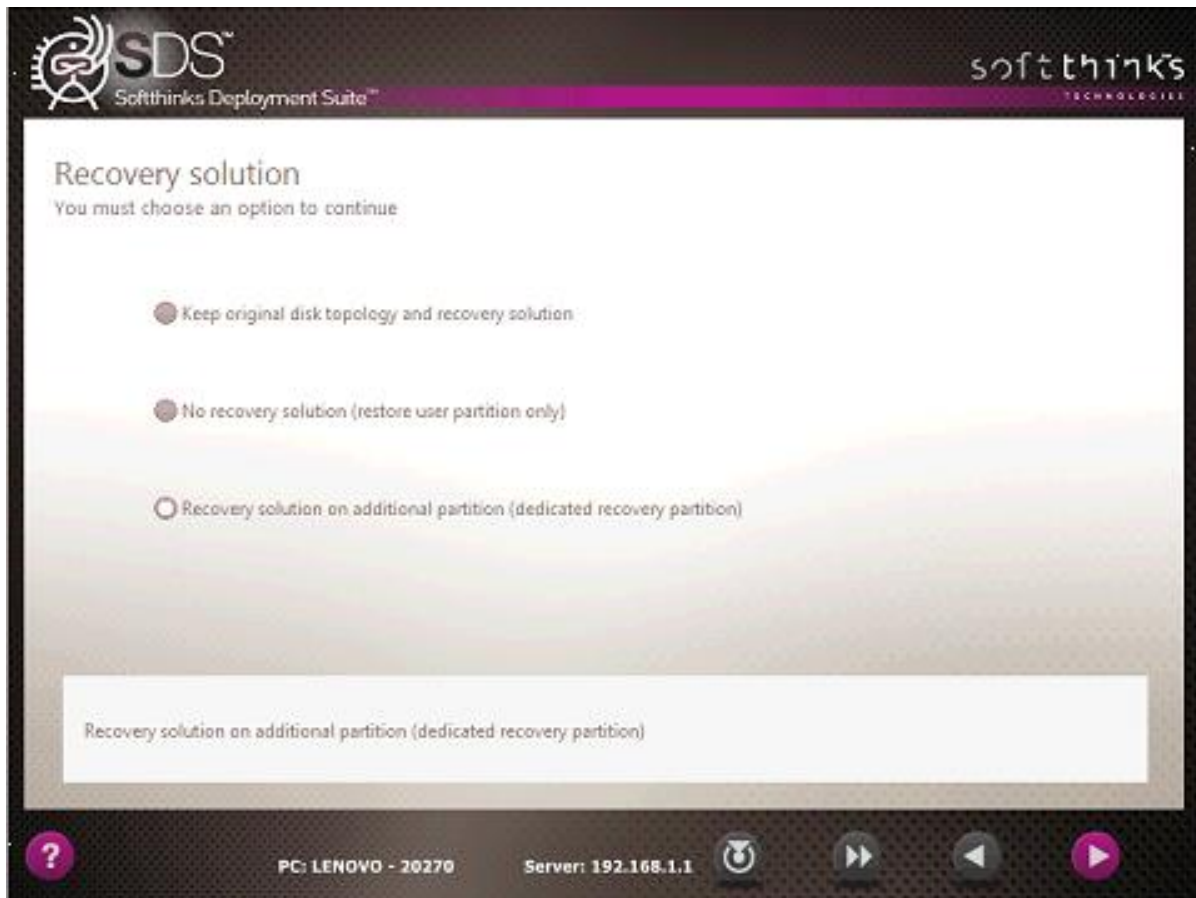 SDS™
Softthinks Deployment Suite™
softthinks
TECHNOLOGIES
Recovery solution
You must choose an option to continue
Keep original disk topology and recovery solution
No recovery solution (restore user partition only)
Recovery solution on additional partition (dedicated recovery partition)
Recovery solution on additional partition (dedicated recovery partition)
?
PC: LENOVO - 20270
Server: 192.168.1.1